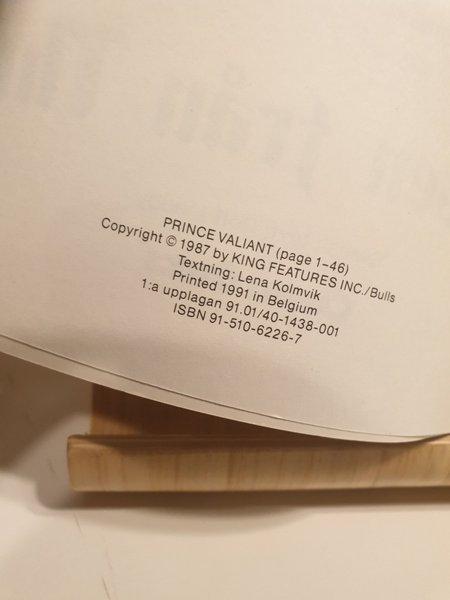 PRINCE VALIANT (page 1–46)
Copyright © 1987 by KING FEATURES INC./Bulls
Textning: Lena Kolmvik
Printed 1991 in Belgium
1:a upplagan 91.01/40-1438-001
ISBN 91-510-6226-7